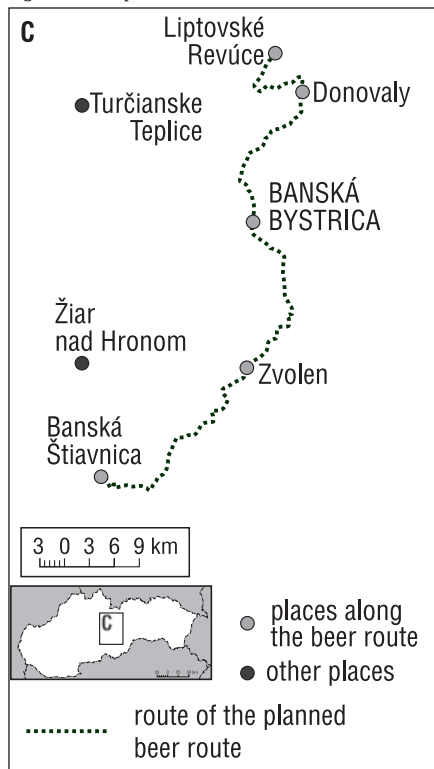 C
Liptovské
Revúce
Donovaly
Turčianske
Teplice
BANSKÁ
BYSTRICA
Žiar
nad Hronom
Zvolen
Banská
Štiavnica
3 0 3 6 9 km
C
places along
the beer route
other places
route of the planned
beer route